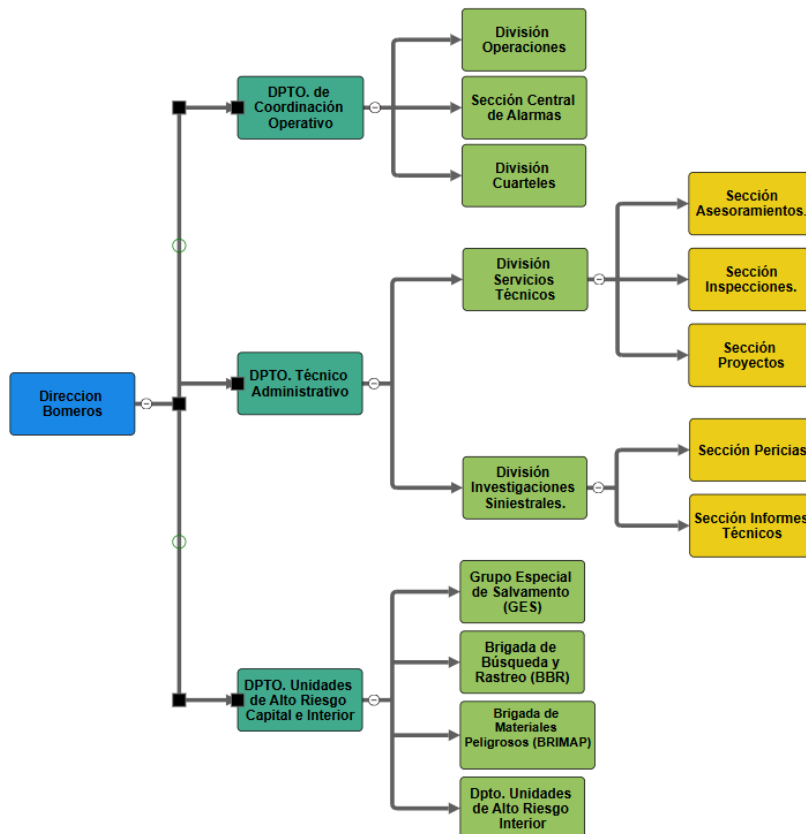 División
Operaciones
DPTO. de
Coordinación
Operativo
Sección Central
de Alarmas
División
Cuarteles
Sección
Asesoramientos.
División
Servicios
Técnicos
Sección
Inspecciones.
Sección
Proyectos
Direccion
Bomeros
DPTO. Técnico
Administrativo
Sección Pericias
División
Investigaciones
Siniestrales.
Sección Informes
Técnicos
Grupo Especial
de Salvamento
(GES)
Brigada de
Búsqueda y
Rastreo (BBR)
DPTO. Unidades
de Alto Riesgo
Capital e Interior
Brigada de
Materiales
Peligrosos (BRIMAP)
Dpto. Unidades
de Alto Riesgo
Interior